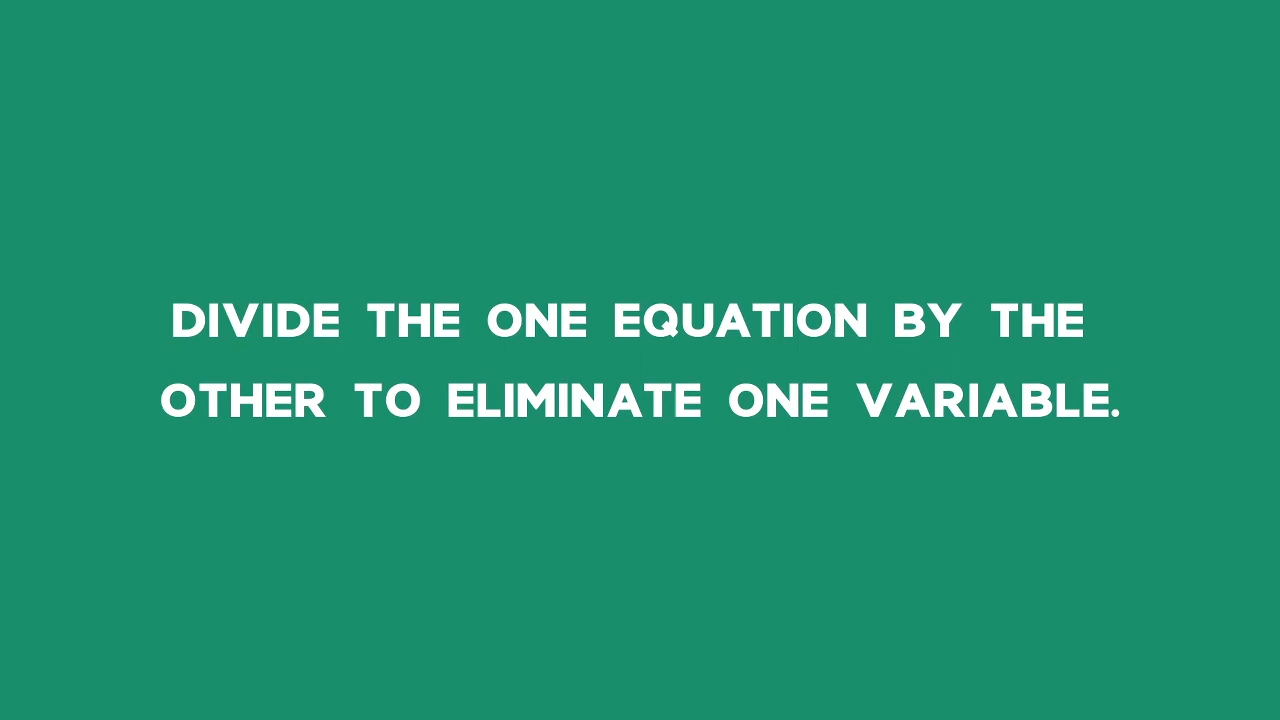 DIVIDE THE ONE EQUATION BY THE
OTHER TO ELIMINATE ONE VARIABLE.